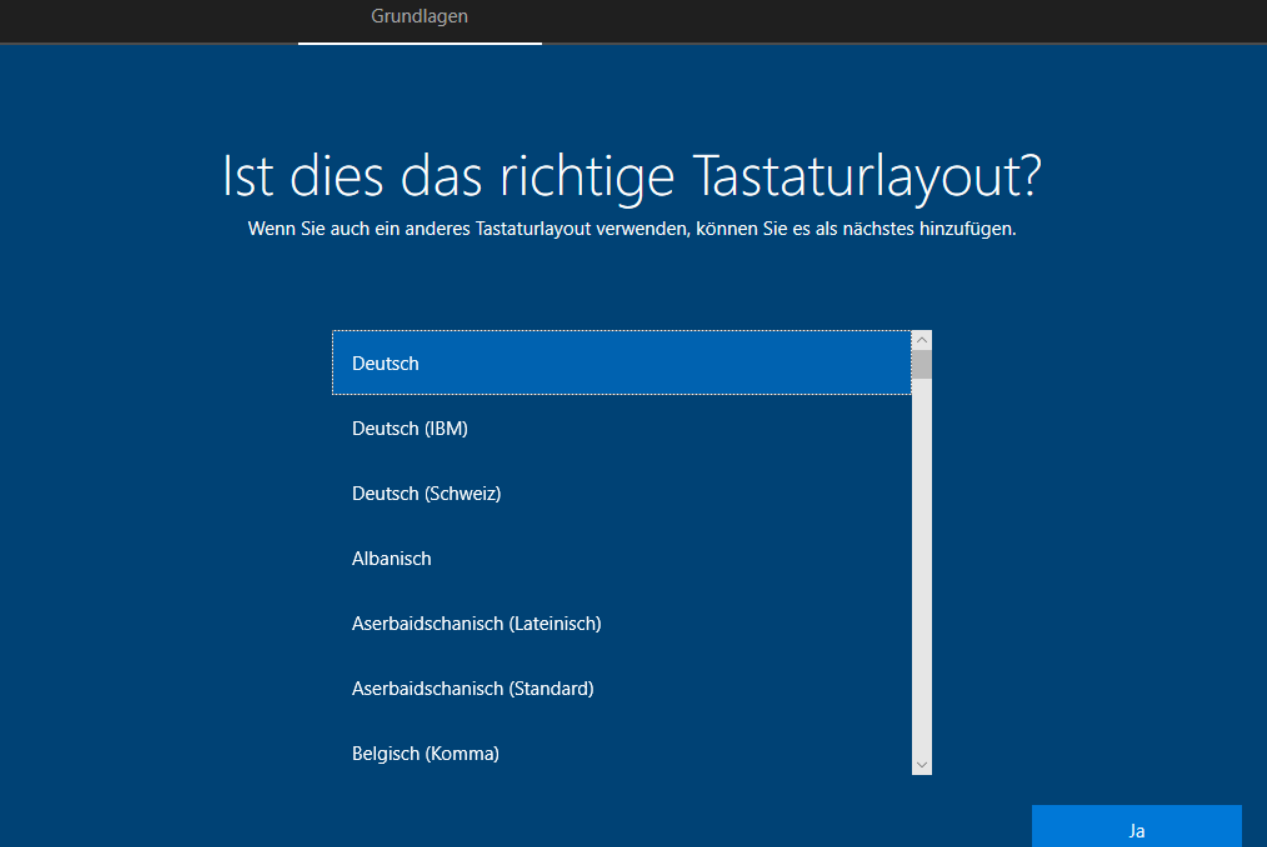 Grundlagen
Ist dies das richtige Tastaturlayout?
Wenn Sie auch ein anderes Tastaturlayout verwenden, können Sie es als nächstes hinzufügen.
Deutsch
Deutsch (IBM)
Deutsch (Schweiz)
Albanisch
Aserbaidschanisch (Lateinisch)
Aserbaidschanisch (Standard)
Belgisch (Komma)
Ja